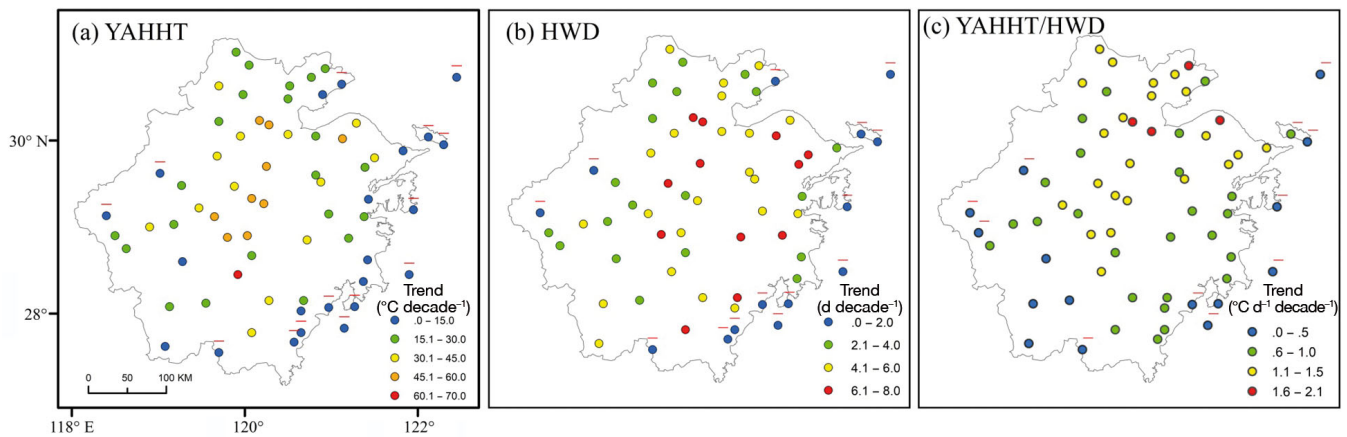 (a) YAHHT
(b) HWD
(c) YAHHT/HWD
30° N
28°
118° E
120°
122°
0 50 100 KM
Trend
(°C decade⁻¹)
.0 – 15.0
15.1 – 30.0
30.1 – 45.0
45.1 – 60.0
60.1 – 70.0
Trend
(d decade⁻¹)
.0 – 2.0
2.1 – 4.0
4.1 – 6.0
6.1 – 8.0
Trend
(°C d⁻¹ decade⁻¹)
.0 – .5
.6 – 1.0
1.1 – 1.5
1.6 – 2.1